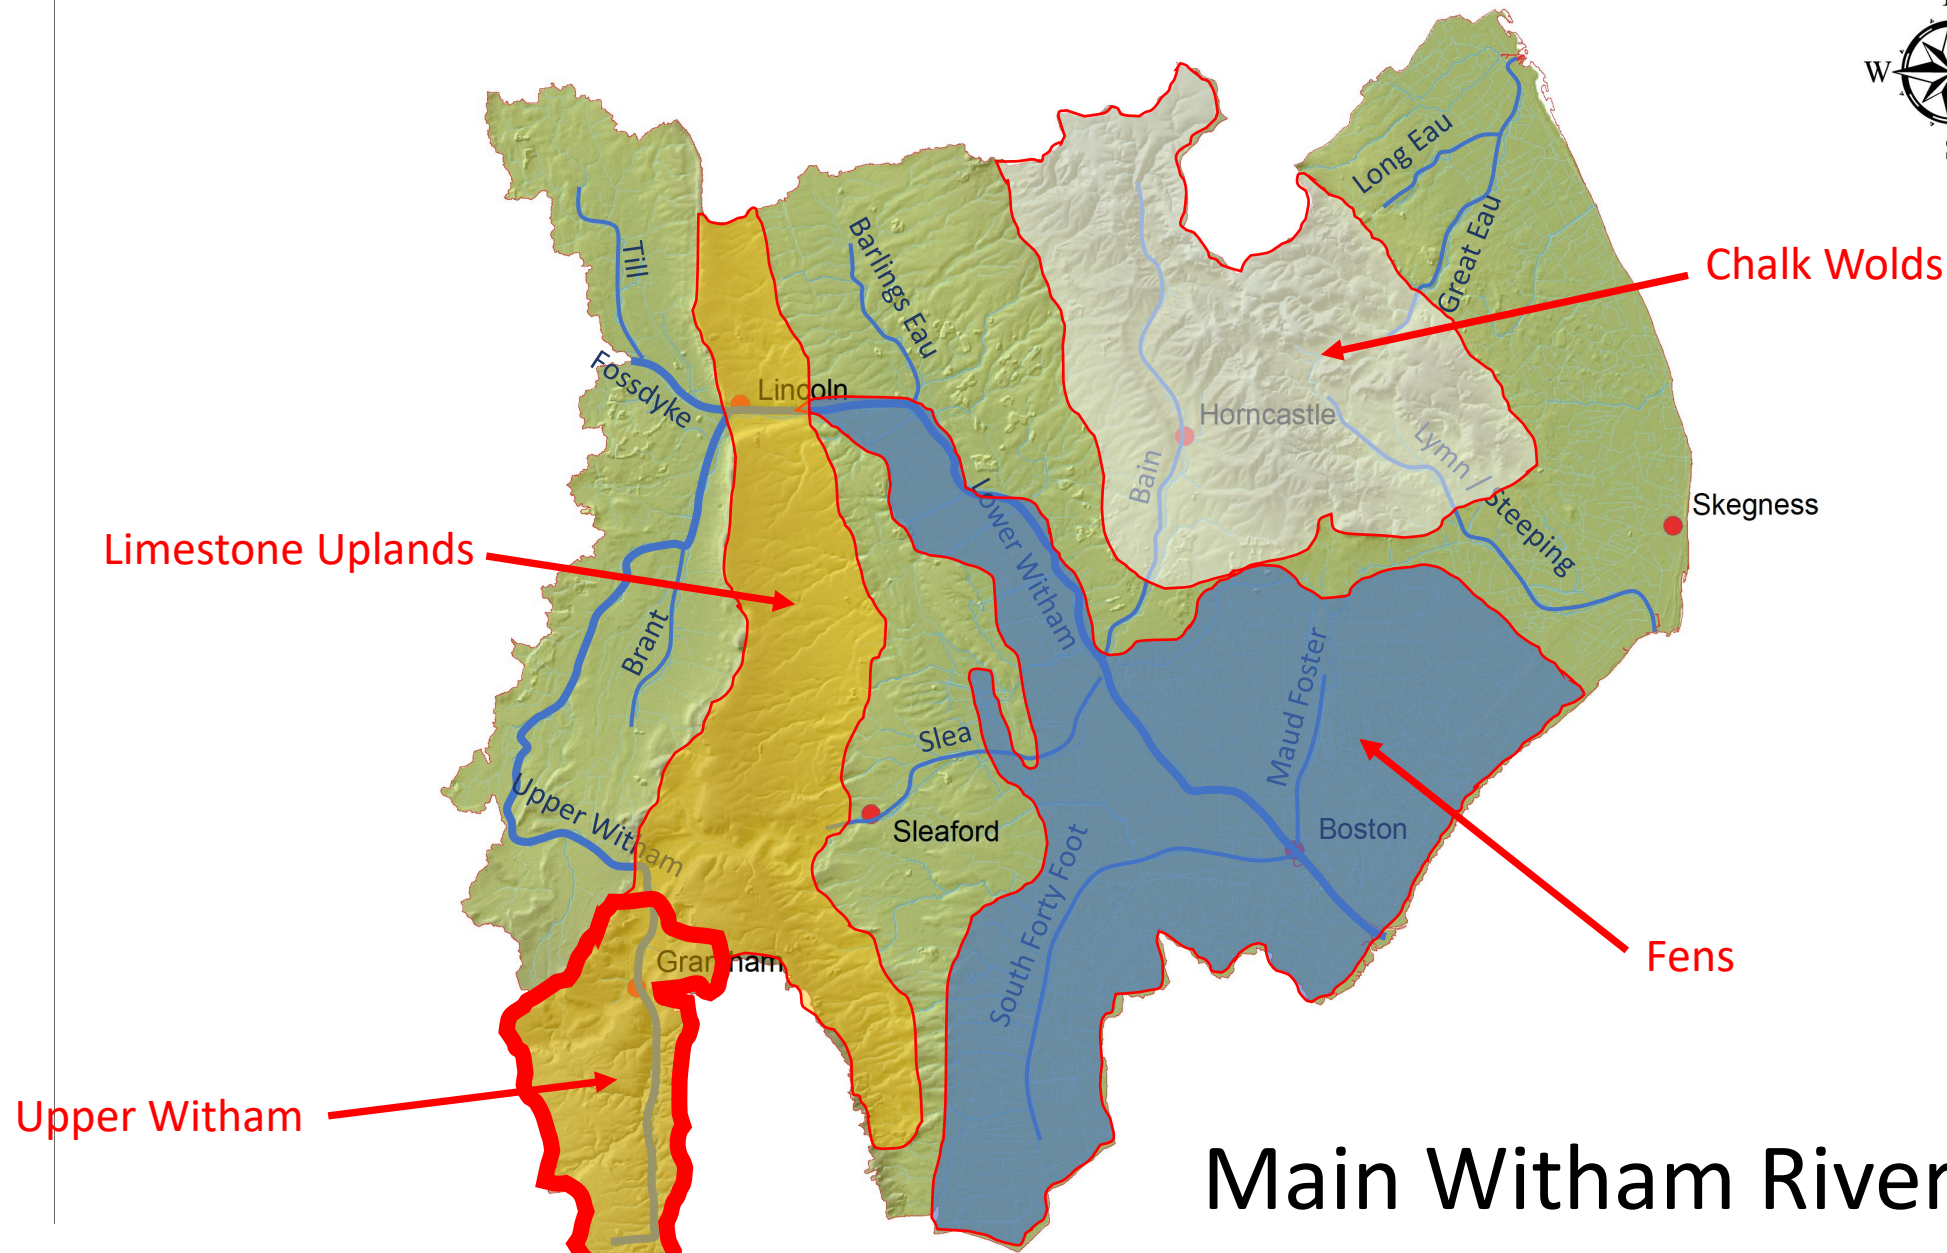 W
Long Eau
Great Eau
Till
Barlings Eau
Chalk Wolds
Fossdyke
Lincoln
Horncastle
Lymn / Steeping
Bain
Skegness
Lower Witham
Limestone Uplands
Brant
Maud Foster
Slea
Upper Witham
Sleaford
Boston
South Forty Foot
Grantham
Fens
Upper Witham
Main Witham River